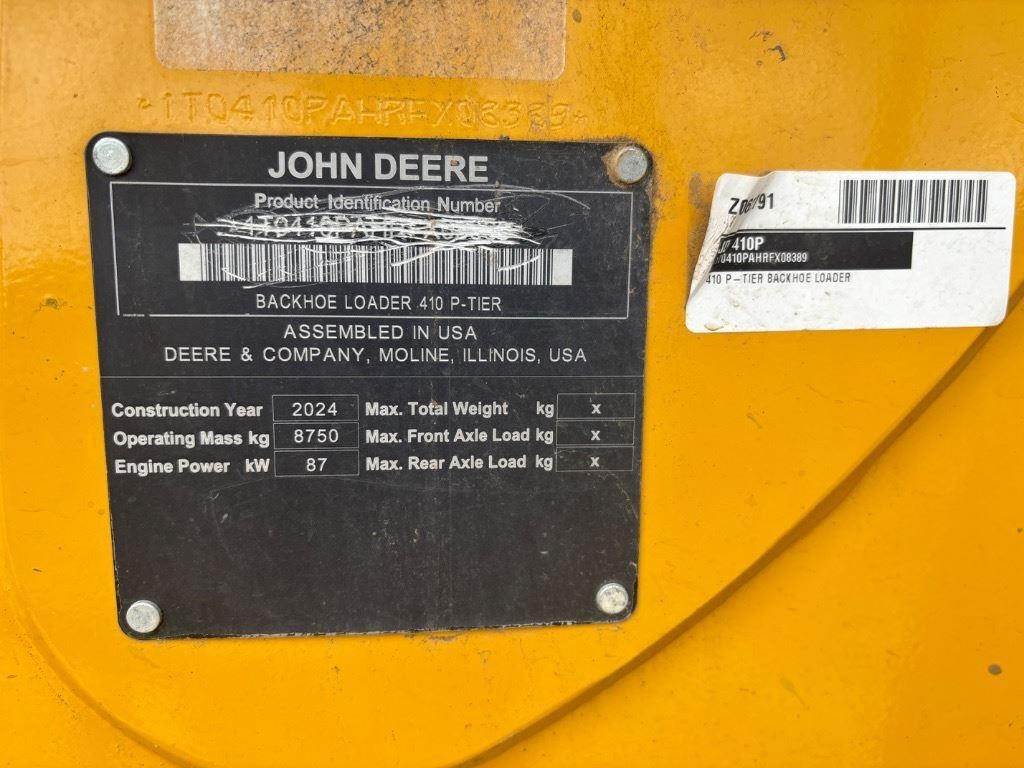 *1T0410PAHRFX08389*
JOHN DEERE
Product Identification Number
BACKHOE LOADER 410 P-TIER
ASSEMBLED IN USA
DEERE & COMPANY, MOLINE, ILLINOIS, USA
Construction Year 2024 Max. Total Weight kg x
Operating Mass kg 8750 Max. Front Axle Load kg x
Engine Power kW 87 Max. Rear Axle Load kg x
410P
0410PAHRFX08389
410 P-TIER BACKHOE LOADER